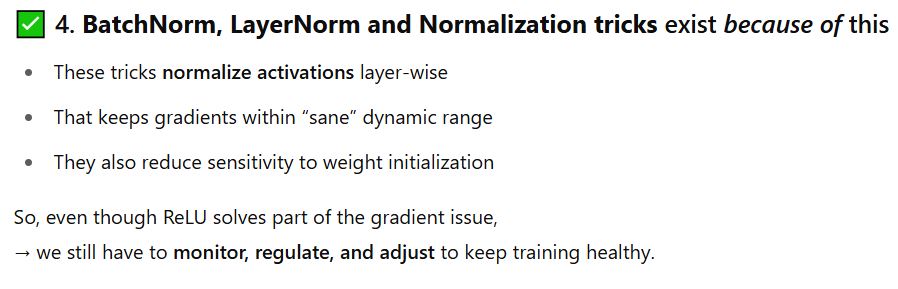 ✅ 4. BatchNorm, LayerNorm and Normalization tricks exist because of this
• These tricks normalize activations layer-wise
• That keeps gradients within “sane” dynamic range
• They also reduce sensitivity to weight initialization
So, even though ReLU solves part of the gradient issue,
→ we still have to monitor, regulate, and adjust to keep training healthy.